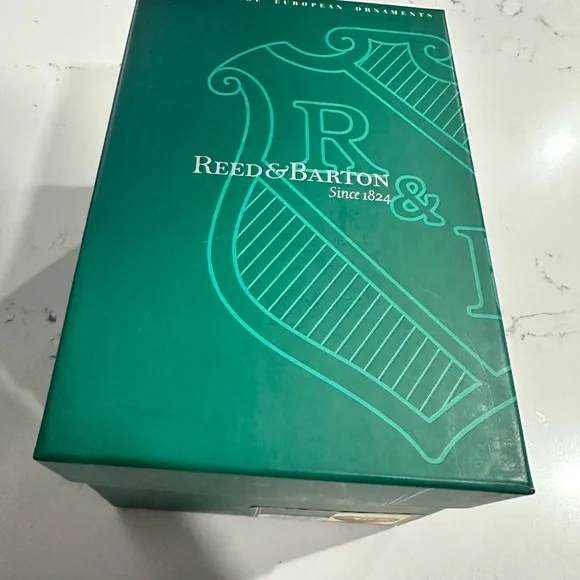 EUROPEAN ORNAMENTS
R
REED & BARTON
Since 1824
&